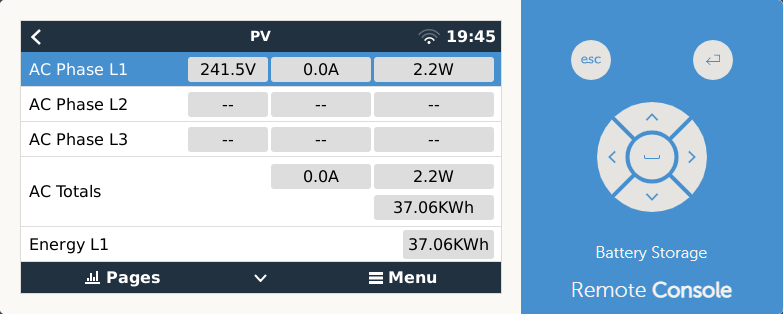 PV 19:45
esc
AC Phase L1 241.5V 0.0A 2.2W
AC Phase L2 -- -- --
AC Phase L3 -- -- --
AC Totals 0.0A 2.2W
37.06KWh
Energy L1 37.06KWh
Pages Menu
Battery Storage
Remote Console